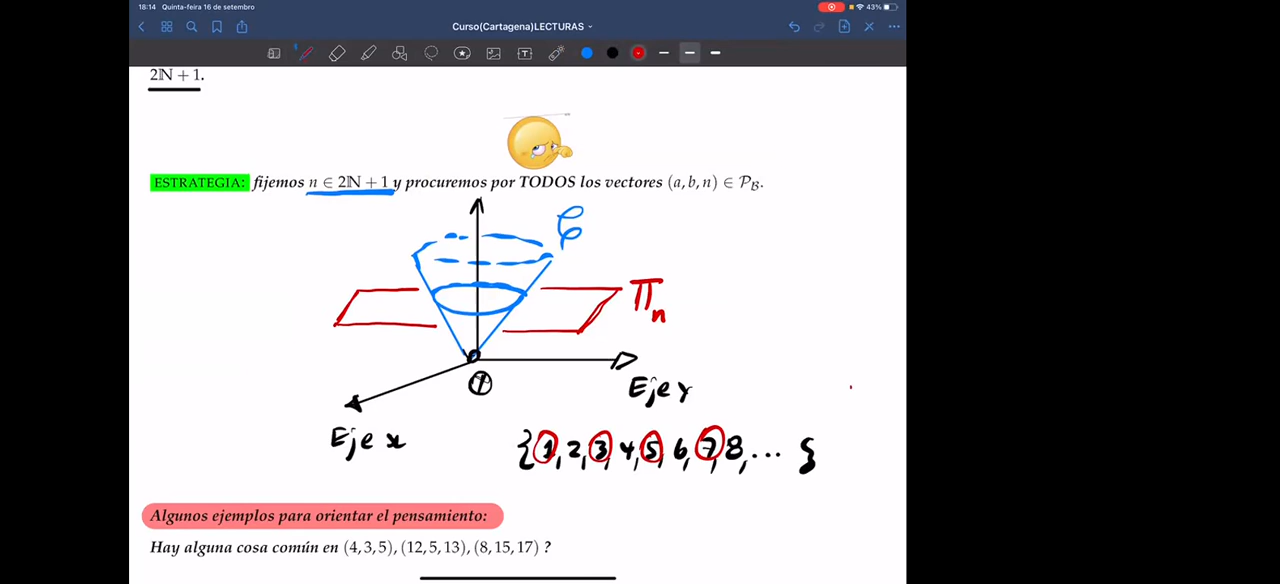 18:14 Quinta-feira 16 de setembro
43%
Curso(Cartagena)LECTURAS
2ℕ + 1.
ESTRATEGIA: fijemos n ∈ 2ℕ + 1 y procuremos por TODOS los vectores (a, b, n) ∈ 𝒫_ℬ.
𝒞
Π_n
Eje Y
Eje x
{1, 2, 3, 4, 5, 6, 7, 8, ... }
Algunos ejemplos para orientar el pensamiento:
Hay alguna cosa común en (4, 3, 5), (12, 5, 13), (8, 15, 17) ?